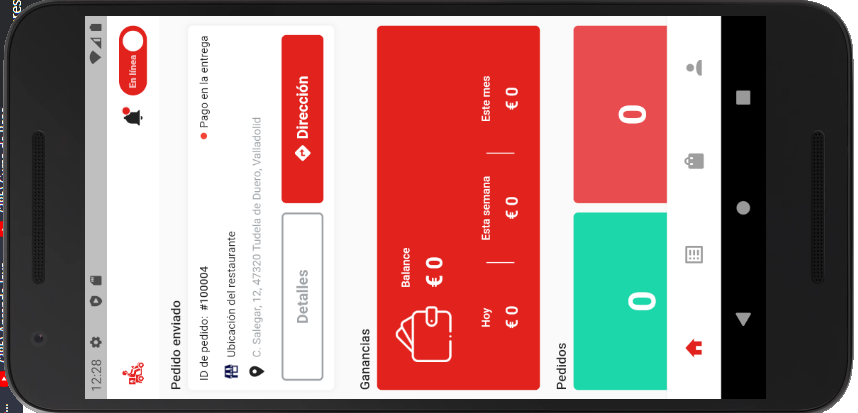 12:28
En línea
Pedido enviado
ID de pedido: #100004
Pago en la entrega
Ubicación del restaurante
C. Salegar, 12, 47320 Tudela de Duero, Valladolid
Detalles
Dirección
Ganancias
Balance
€ 0
Hoy
Esta semana
Este mes
€ 0
€ 0
€ 0
Pedidos
0
0